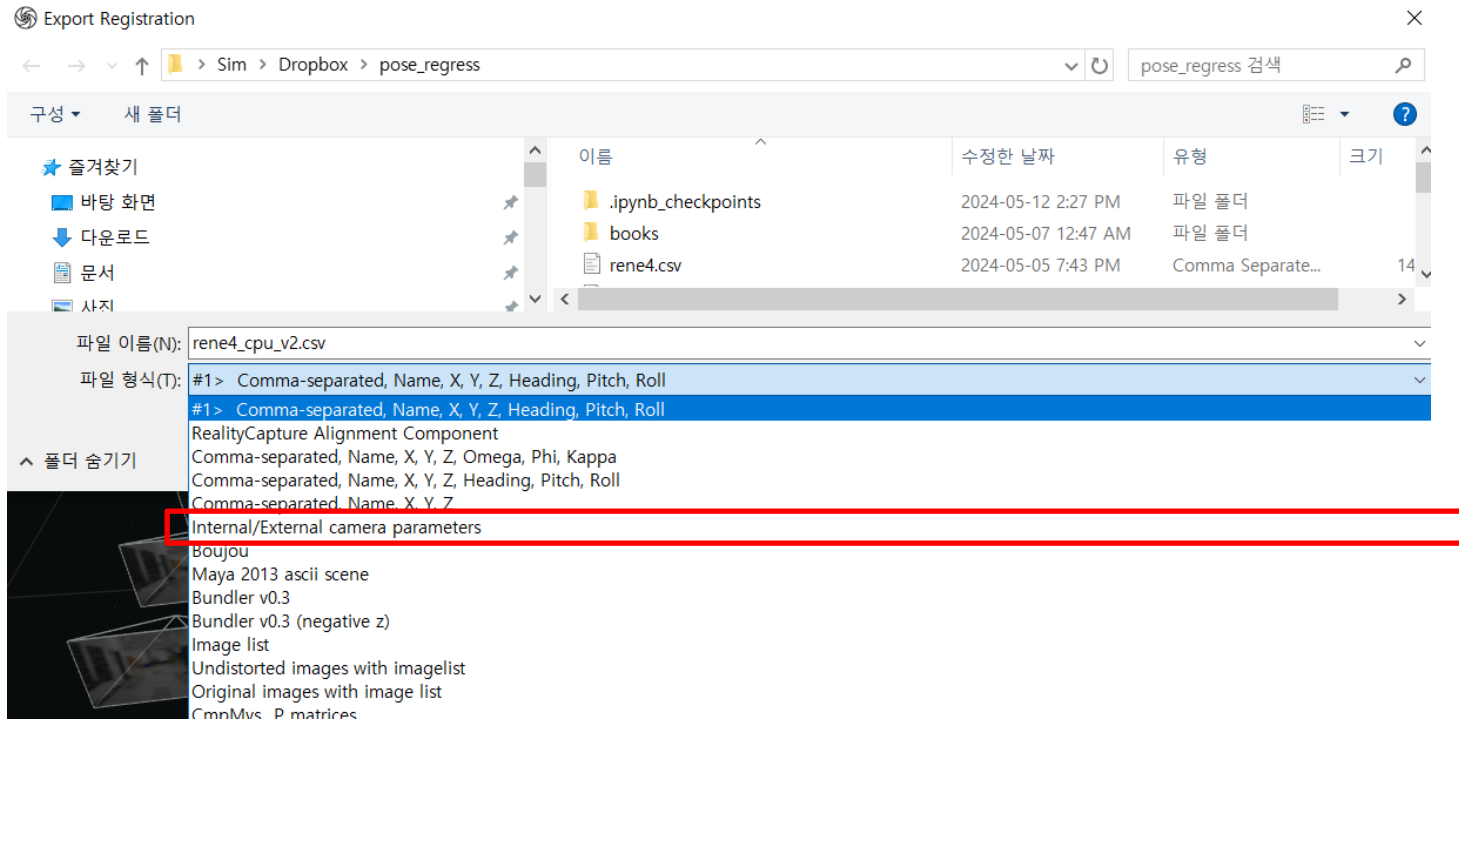 Export Registration
Sim > Dropbox > pose_regress
pose_regress 검색
구성
새 폴더
즐겨찾기
바탕 화면
다운로드
문서
사진
이름 수정한 날짜 유형 크기
.ipynb_checkpoints 2024-05-12 2:27 PM 파일 폴더
books 2024-05-07 12:47 AM 파일 폴더
rene4.csv 2024-05-05 7:43 PM Comma Separate... 14
파일 이름(N): rene4_cpu_v2.csv
파일 형식(T): #1> Comma-separated, Name, X, Y, Z, Heading, Pitch, Roll
#1> Comma-separated, Name, X, Y, Z, Heading, Pitch, Roll
RealityCapture Alignment Component
Comma-separated, Name, X, Y, Z, Omega, Phi, Kappa
폴더 숨기기
Comma-separated, Name, X, Y, Z, Heading, Pitch, Roll
Comma-separated, Name, X, Y, Z
Internal/External camera parameters
Boujou
Maya 2013 ascii scene
Bundler v0.3
Bundler v0.3 (negative z)
Image list
Undistorted images with imagelist
Original images with image list
CmpMvs, P matrices